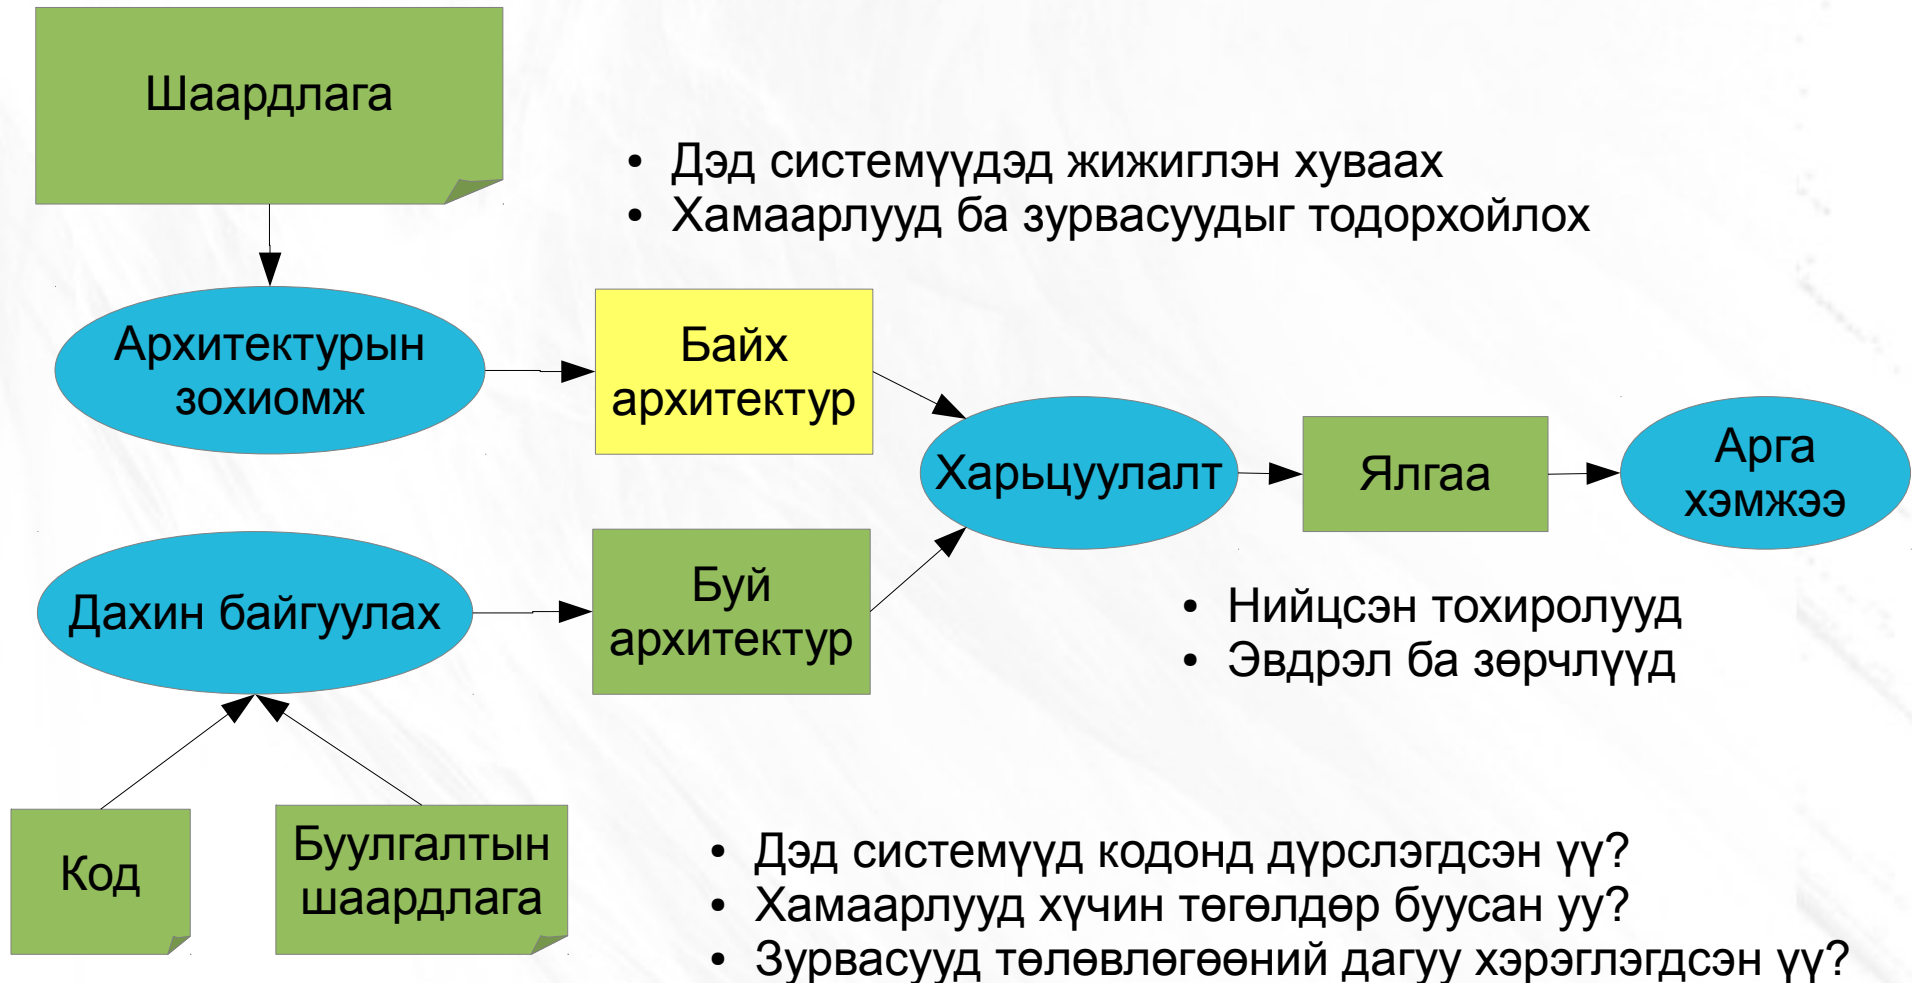 Шаардлага
• Дэд системүүдэд жижиглэн хуваах
• Хамаарлууд ба зурвасуудыг тодорхойлох
Архитектурын
зохиомж
Байх
архитектур
Харьцуулалт
Ялгаа
Арга
хэмжээ
Дахин байгуулах
Буй
архитектур
• Нийцсэн тохиролууд
• Эвдрэл ба зөрчлүүд
Код
Буулгалтын
шаардлага
• Дэд системүүд кодонд дүрслэгдсэн үү?
• Хамаарлууд хүчин төгөлдөр буусан уу?
• Зурвасууд төлөвлөгөөний дагуу хэрэглэгдсэн үү?